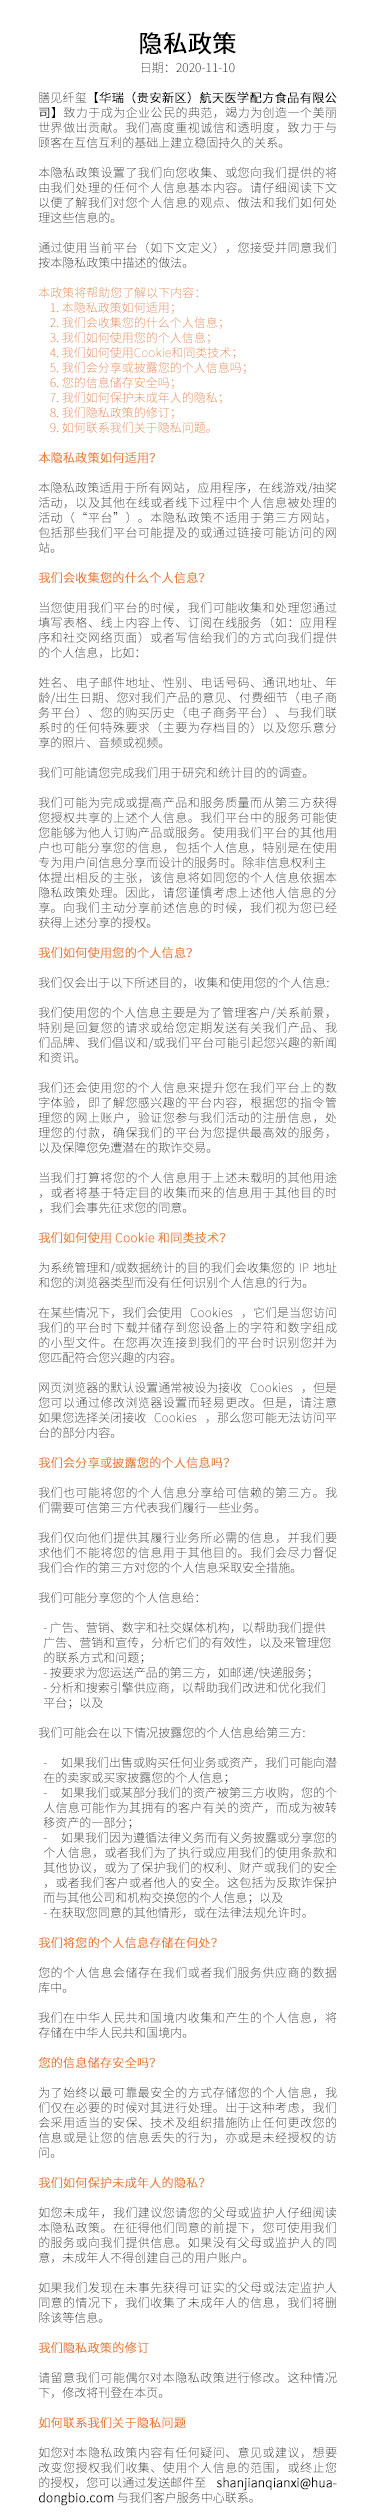 隐私政策
日期：2020-11-10
膳见纤玺【华瑞（贵安新区）航天医学配方食品有限公
司】致力于成为企业公民的典范，竭力为创造一个美丽
世界做出贡献。我们高度重视诚信和透明度，致力于与
顾客在互信互利的基础上建立稳固持久的关系。
本隐私政策设置了我们向您收集、或您向我们提供的将
由我们处理的任何个人信息基本内容。请仔细阅读下文
以便了解我们对您个人信息的观点、做法和我们如何处
理这些信息的。
通过使用当前平台（如下文定义），您接受并同意我们
按本隐私政策中描述的做法。
本政策将帮助您了解以下内容：
1. 本隐私政策如何适用；
2. 我们会收集您的什么个人信息；
3. 我们如何使用您的个人信息；
4. 我们如何使用Cookie和同类技术；
5. 我们会分享或披露您的个人信息吗；
6. 您的信息储存安全吗；
7. 我们如何保护未成年人的隐私；
8. 我们隐私政策的修订；
9. 如何联系我们关于隐私问题。
本隐私政策如何适用？
本隐私政策适用于所有网站，应用程序，在线游戏/抽奖
活动，以及其他在线或者线下过程中个人信息被处理的
活动（“平台”）。本隐私政策不适用于第三方网站，
包括那些我们平台可能提及的或通过链接可能访问的网
站。
我们会收集您的什么个人信息？
当您使用我们平台的时候，我们可能收集和处理您通过
填写表格、线上内容上传、订阅在线服务（如：应用程
序和社交网络页面）或者写信给我们的方式向我们提供
的个人信息，比如：
姓名、电子邮件地址、性别、电话号码、通讯地址、年
龄/出生日期、您对我们产品的意见、付费细节（电子商
务平台）、您的购买历史（电子商务平台）、与我们联
系时的任何特殊要求（主要为存档目的）以及您乐意分
享的照片、音频或视频。
我们可能请您完成我们用于研究和统计目的的调查。
我们可能为完成或提高产品和服务质量而从第三方获得
您授权共享的上述个人信息。我们平台中的服务可能使
您能够为他人订购产品或服务。使用我们平台的其他用
户也可能分享您的信息，包括个人信息，特别是在使用
专为用户间信息分享而设计的服务时。除非信息权利主
体提出相反的主张，该信息将如同您的个人信息依据本
隐私政策处理。因此，请您谨慎考虑上述他人信息的分
享。向我们主动分享前述信息的时候，我们视为您已经
获得上述分享的授权。
我们如何使用您的个人信息？
我们仅会出于以下所述目的，收集和使用您的个人信息:
我们使用您的个人信息主要是为了管理客户/关系前景，
特别是回复您的请求或给您定期发送有关我们产品、我
们品牌、我们倡议和/或我们平台可能引起您兴趣的新闻
和资讯。
我们还会使用您的个人信息来提升您在我们平台上的数
字体验，即了解您感兴趣的平台内容，根据您的指令管
理您的网上账户，验证您参与我们活动的注册信息，处
理您的付款，确保我们的平台为您提供最高效的服务，
以及保障您免遭潜在的欺诈交易。
当我们打算将您的个人信息用于上述未载明的其他用途
，或者将基于特定目的收集而来的信息用于其他目的时
，我们会事先征求您的同意。
我们如何使用 Cookie 和同类技术？
为系统管理和/或数据统计的目的我们会收集您的 IP 地址
和您的浏览器类型而没有任何识别个人信息的行为。
在某些情况下，我们会使用 Cookies ，它们是当您访问
我们的平台时下载并储存到您设备上的字符和数字组成
的小型文件。在您再次连接到我们的平台时识别您并为
您匹配符合您兴趣的内容。
网页浏览器的默认设置通常被设为接收 Cookies ，但是
您可以通过修改浏览器设置而轻易更改。但是，请注意
如果您选择关闭接收 Cookies ，那么您可能无法访问平
台的部分内容。
我们会分享或披露您的个人信息吗？
我们也可能将您的个人信息分享给可信赖的第三方。我
们需要可信第三方代表我们履行一些业务。
我们仅向他们提供其履行业务所必需的信息，并我们要
求他们不能将您的信息用于其他目的。我们会尽力督促
我们合作的第三方对您的个人信息采取安全措施。
我们可能分享您的个人信息给：
- 广告、营销、数字和社交媒体机构，以帮助我们提供
广告、营销和宣传，分析它们的有效性，以及来管理您
的联系方式和问题；
- 按要求为您运送产品的第三方，如邮递/快递服务；
- 分析和搜索引擎供应商，以帮助我们改进和优化我们
平台；以及
我们可能会在以下情况披露您的个人信息给第三方:
- 如果我们出售或购买任何业务或资产，我们可能向潜
在的卖家或买家披露您的个人信息；
- 如果我们或某部分我们的资产被第三方收购，您的个
人信息可能作为其拥有的客户有关的资产，而成为被转
移资产的一部分；
- 如果我们因为遵循法律义务而有义务披露或分享您的
个人信息，或者我们为了执行或应用我们的使用条款和
其他协议，或为了保护我们的权利、财产或我们的安全
，或者我们客户或者他人的安全。这包括为反欺诈保护
而与其他公司和机构交换您的个人信息；以及
- 在获取您同意的其他情形，或在法律法规允许时。
我们将您的个人信息存储在何处？
您的个人信息会储存在我们或者我们服务供应商的数据
库中。
我们在中华人民共和国境内收集和产生的个人信息，将
存储在中华人民共和国境内。
您的信息储存安全吗？
为了始终以最可靠最安全的方式存储您的个人信息，我
们仅在必要的时候对其进行处理。出于这种考虑，我们
会采用适当的安保、技术及组织措施防止任何更改您的
信息或是让您的信息丢失的行为，亦或是未经授权的访
问。
我们如何保护未成年人的隐私？
如您未成年，我们建议您请您的父母或监护人仔细阅读
本隐私政策。在征得他们同意的前提下，您可使用我们
的服务或向我们提供信息。如果没有父母或监护人的同
意，未成年人不得创建自己的用户账户。
如果我们发现在未事先获得可证实的父母或法定监护人
同意的情况下，我们收集了未成年人的信息，我们将删
除该等信息。
我们隐私政策的修订
请留意我们可能偶尔对本隐私政策进行修改。这种情况
下，修改将刊登在本页。
如何联系我们关于隐私问题
如您对本隐私政策内容有任何疑问、意见或建议，想要
改变您授权我们收集、使用个人信息的范围，或终止您
的授权，您可以通过发送邮件至 shanjianqianxi@hua-
dongbio.com 与我们客户服务中心联系。